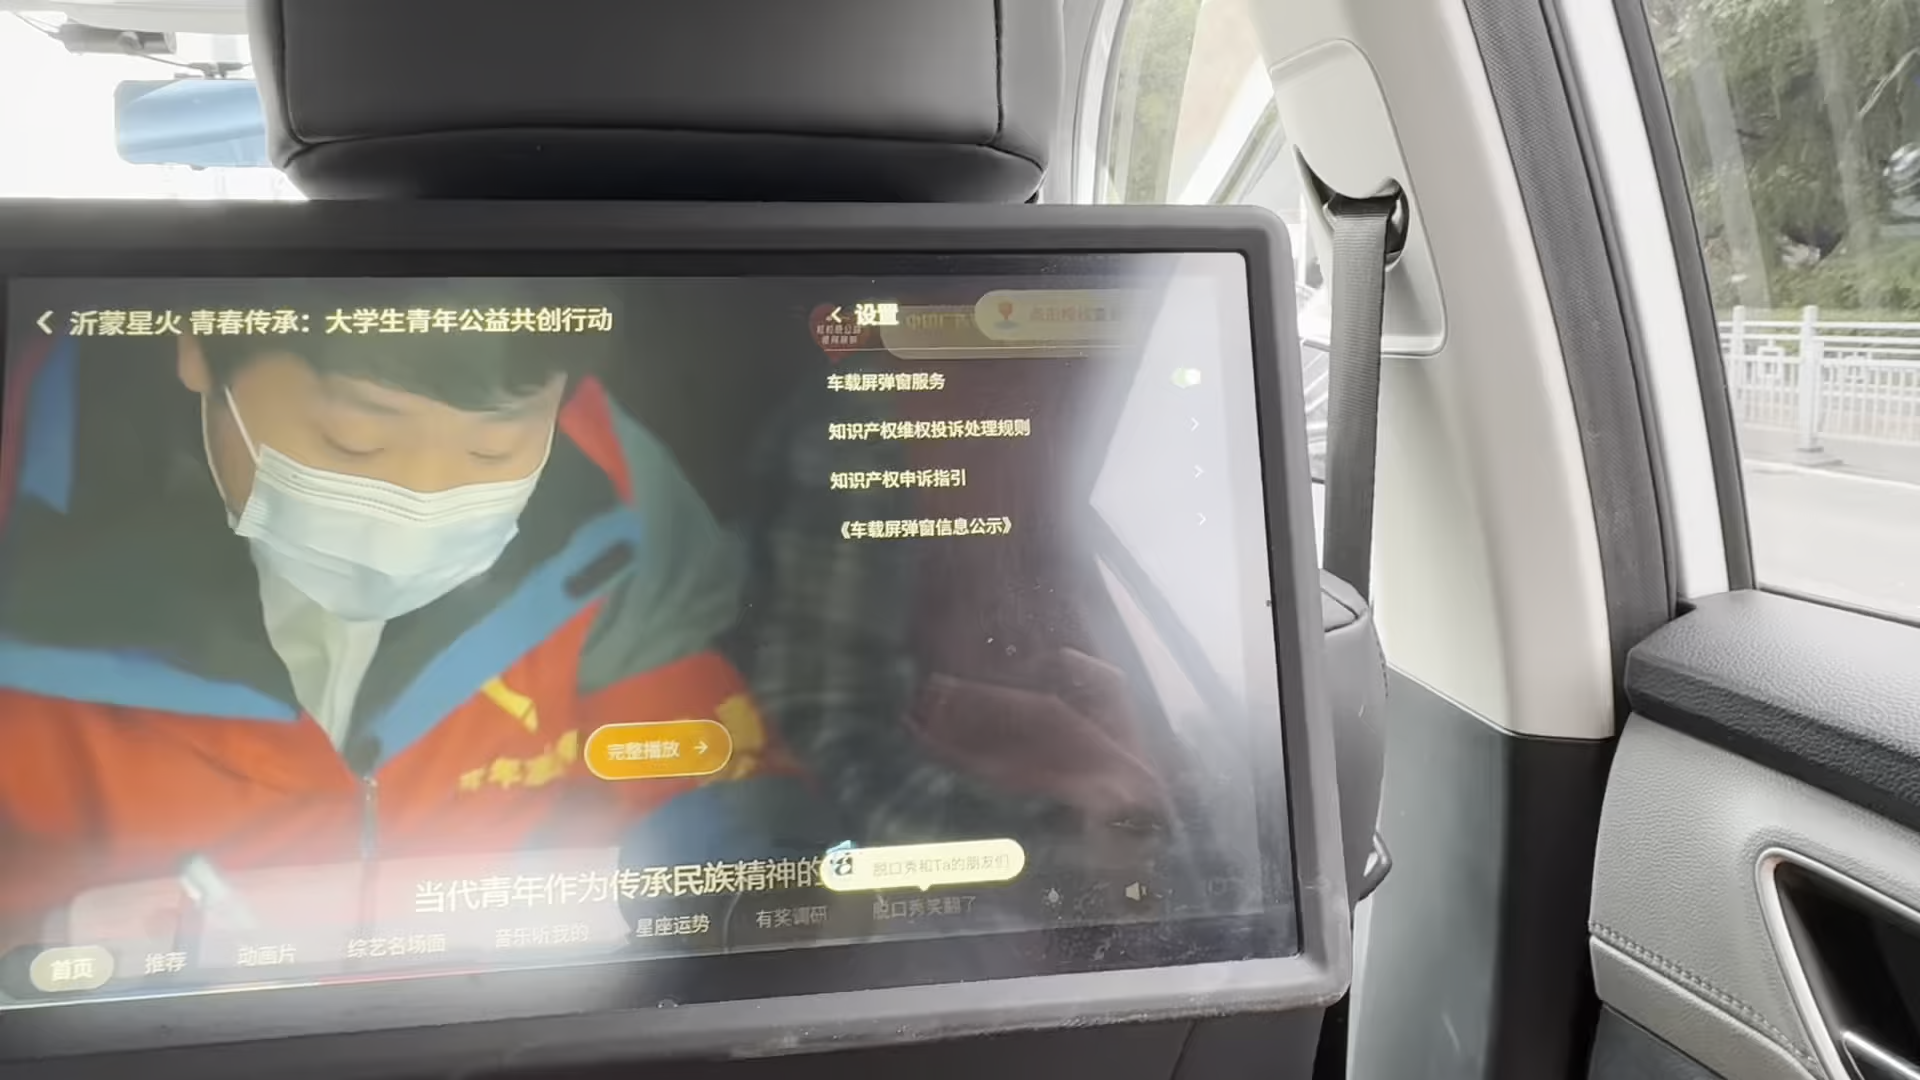 沂蒙星火 青春传承：大学生青年公益共创行动
设置
车载屏弹窗服务
知识产权维权投诉处理规则
知识产权申诉指引
《车载屏弹窗信息公示》
完整播放
当代青年作为传承民族精神的
脱口秀和Ta的朋友们
首页
推荐
动画片
综艺名场面
音乐听我的
星座运势
有奖调研
脱口秀笑翻了